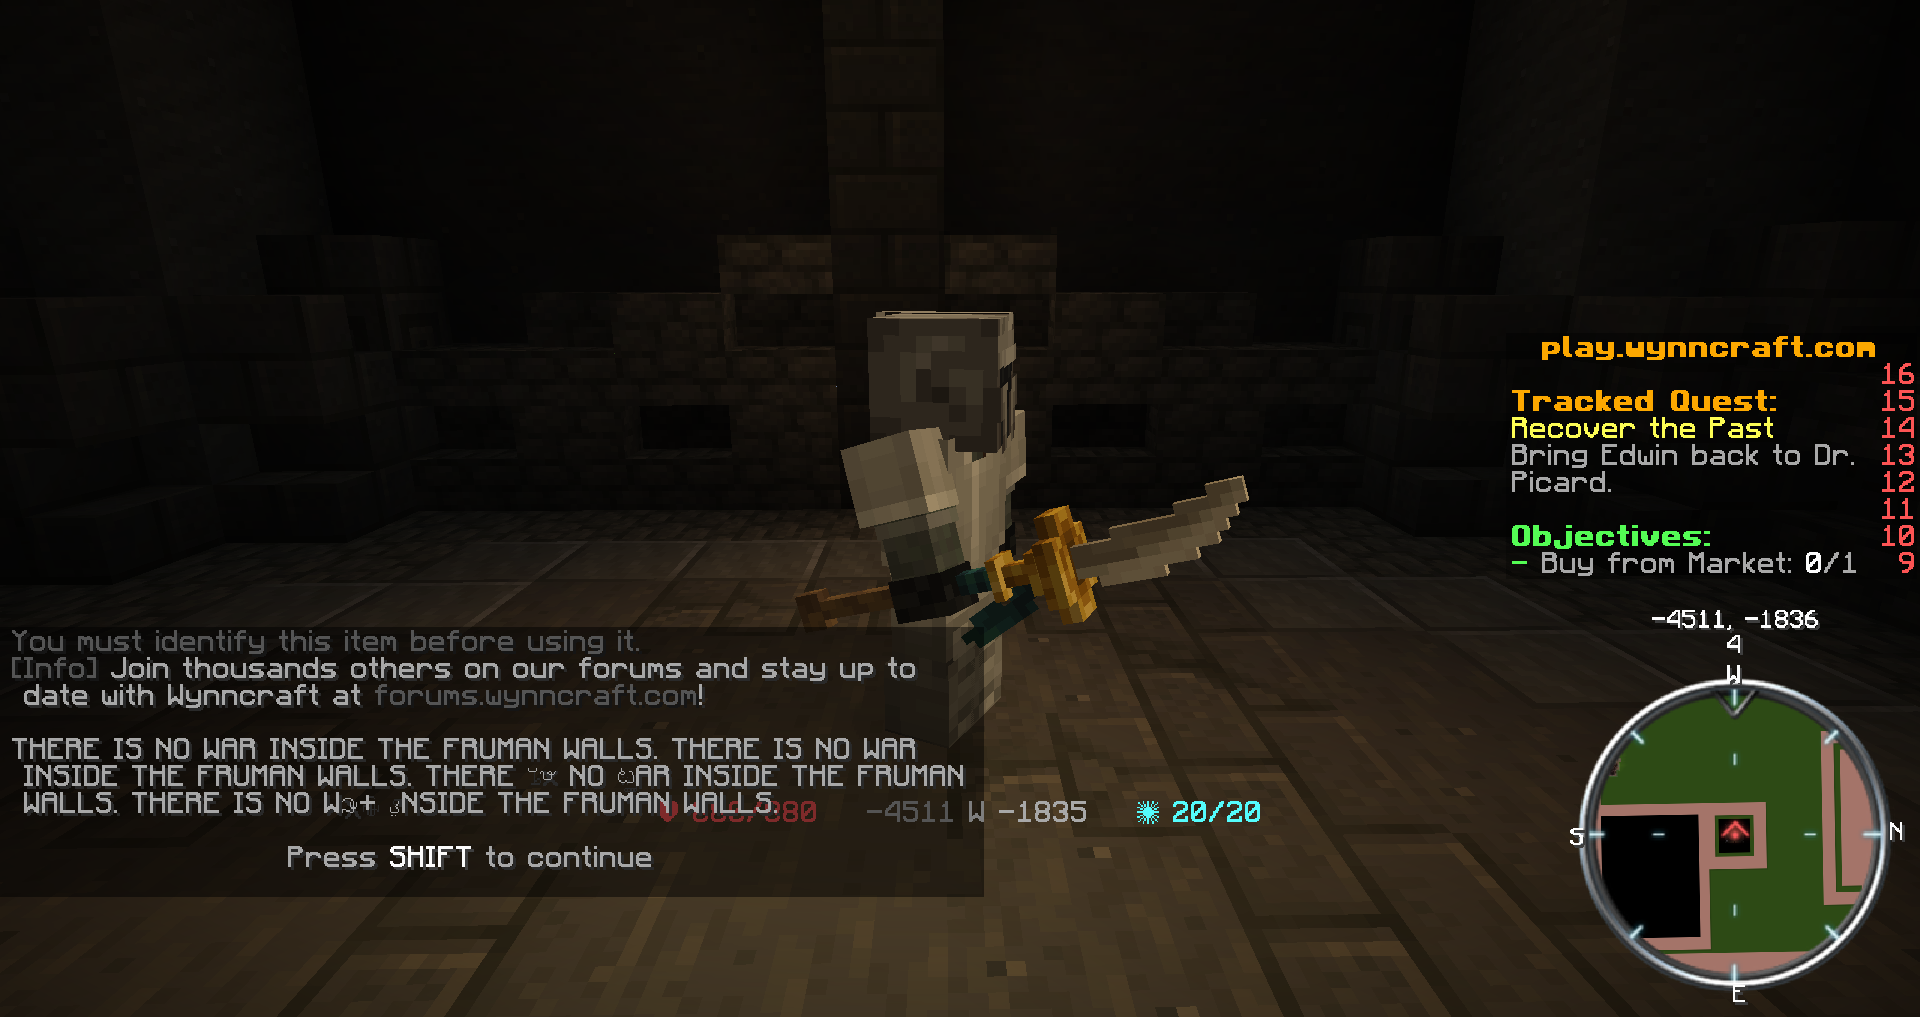 You must identify this item before using it.
[Info] Join thousands others on our forums and stay up to
date with Wynncraft at forums.wynncraft.com!
THERE IS NO WAR INSIDE THE FRUMAN WALLS. THERE IS NO WAR
INSIDE THE FRUMAN WALLS. THERE NO INSIDE THE FRUMAN
WALLS. THERE IS NO THE FRUMAN WALLS.
-4511 W -1835
20/20
Press SHIFT to continue
play.wynncraft.com
16
Tracked Quest: 15
Recover the Past 14
Bring Edwin back to Dr. 13
Picard. 12
11
Objectives: 10
- Buy from Market: 0/1 9
-4511, -1836
4
W
S
N
E